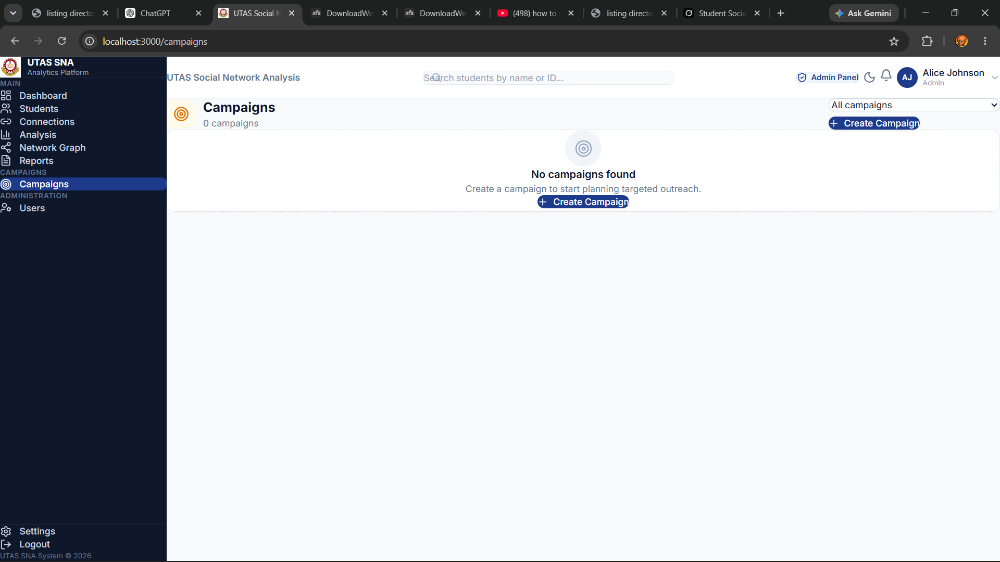 listing directo
ChatGPT
UTAS Social N
xfs DownloadWe
xfs DownloadWe
(498) how to
listing directo
Student Socia
Ask Gemini
localhost:3000/campaigns
UTAS SNA
Analytics Platform
MAIN
Dashboard
Students
Connections
Analysis
Network Graph
Reports
CAMPAIGNS
Campaigns
ADMINISTRATION
Users
Settings
Logout
UTAS SNA System © 2026
UTAS Social Network Analysis
Search students by name or ID...
Admin Panel
AJ
Alice Johnson
Admin
Campaigns
0 campaigns
All campaigns
Create Campaign
No campaigns found
Create a campaign to start planning targeted outreach.
Create Campaign